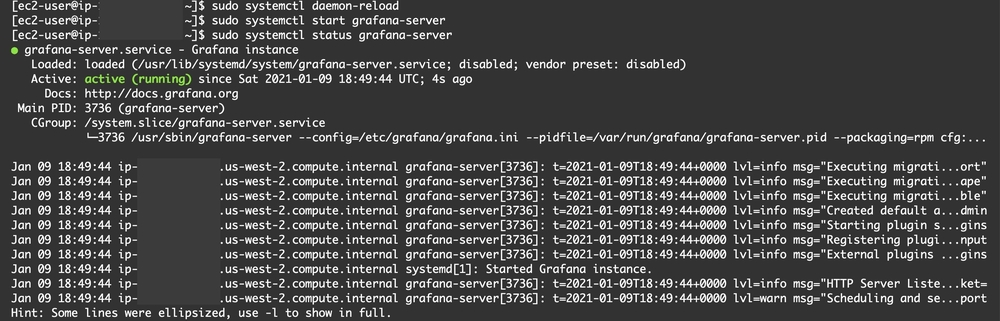 [ec2-user@ip- ~]$ sudo systemctl daemon-reload
[ec2-user@ip- ~]$ sudo systemctl start grafana-server
[ec2-user@ip- ~]$ sudo systemctl status grafana-server
● grafana-server.service - Grafana instance
Loaded: loaded (/usr/lib/systemd/system/grafana-server.service; disabled; vendor preset: disabled)
Active: active (running) since Sat 2021-01-09 18:49:44 UTC; 4s ago
Docs: http://docs.grafana.org
Main PID: 3736 (grafana-server)
CGroup: /system.slice/grafana-server.service
└─3736 /usr/sbin/grafana-server --config=/etc/grafana/grafana.ini --pidfile=/var/run/grafana/grafana-server.pid --packaging=rpm cfg:...
Jan 09 18:49:44 ip- .us-west-2.compute.internal grafana-server[3736]: t=2021-01-09T18:49:44+0000 lvl=info msg="Executing migrati...ort"
Jan 09 18:49:44 ip- .us-west-2.compute.internal grafana-server[3736]: t=2021-01-09T18:49:44+0000 lvl=info msg="Executing migrati...ape"
Jan 09 18:49:44 ip- .us-west-2.compute.internal grafana-server[3736]: t=2021-01-09T18:49:44+0000 lvl=info msg="Executing migrati...ble"
Jan 09 18:49:44 ip- .us-west-2.compute.internal grafana-server[3736]: t=2021-01-09T18:49:44+0000 lvl=info msg="Created default a...dmin
Jan 09 18:49:44 ip- .us-west-2.compute.internal grafana-server[3736]: t=2021-01-09T18:49:44+0000 lvl=info msg="Starting plugin s...gins
Jan 09 18:49:44 ip- .us-west-2.compute.internal grafana-server[3736]: t=2021-01-09T18:49:44+0000 lvl=info msg="Registering plugi...nput
Jan 09 18:49:44 ip- .us-west-2.compute.internal grafana-server[3736]: t=2021-01-09T18:49:44+0000 lvl=info msg="External plugins ...gins
Jan 09 18:49:44 ip- .us-west-2.compute.internal systemd[1]: Started Grafana instance.
Jan 09 18:49:44 ip- .us-west-2.compute.internal grafana-server[3736]: t=2021-01-09T18:49:44+0000 lvl=info msg="HTTP Server Liste...ket=
Jan 09 18:49:44 ip- .us-west-2.compute.internal grafana-server[3736]: t=2021-01-09T18:49:44+0000 lvl=warn msg="Scheduling and se...port
Hint: Some lines were ellipsized, use -l to show in full.